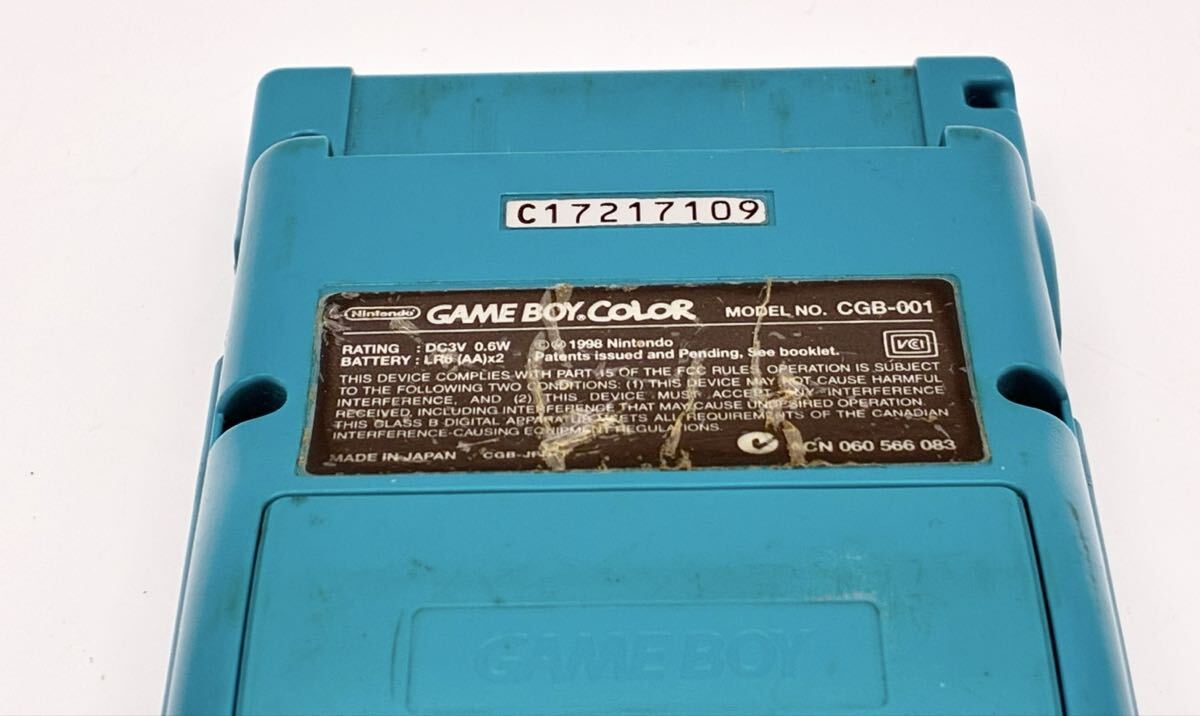 C17217109
Nintendo GAME BOY COLOR MODEL NO. CGB-001
RATING : DC3V 0.6W ©® 1998 Nintendo
BATTERY : LR6 (AA)x2 Patents issued and Pending, See booklet. VCI
THIS DEVICE COMPLIES WITH PART 15 OF THE FCC RULES. OPERATION IS SUBJECT
TO THE FOLLOWING TWO CONDITIONS: (1) THIS DEVICE MAY NOT CAUSE HARMFUL
INTERFERENCE, AND (2) THIS DEVICE MUST ACCEPT ANY INTERFERENCE
RECEIVED, INCLUDING INTERFERENCE THAT MAY CAUSE UNDESIRED OPERATION.
THIS CLASS B DIGITAL APPARATUS MEETS ALL REQUIREMENTS OF THE CANADIAN
INTERFERENCE-CAUSING EQUIPMENT REGULATIONS.
MADE IN JAPAN ACN 060 566 083
GAME BOY